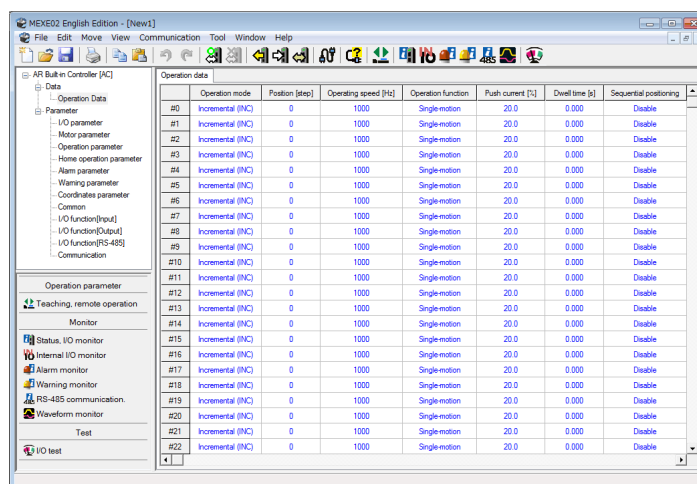 MEXE02 English Edition - [New1]
File Edit Move View Communication Tool Window Help
AR Built-in Controller [AC]
Data
Operation Data
Parameter
I/O parameter
Motor parameter
Operation parameter
Home operation parameter
Alarm parameter
Warning parameter
Coordinates parameter
Common
I/O function[Input]
I/O function[Output]
I/O function[RS-485]
Communication
Operation parameter
Teaching, remote operation
Monitor
Status, I/O monitor
Internal I/O monitor
Alarm monitor
Warning monitor
RS-485 communication.
Waveform monitor
Test
I/O test
Operation data
Operation mode Position [step] Operating speed [Hz] Operation function Push current [%] Dwell time [s] Sequential positioning
#0 Incremental (INC) 0 1000 Single-motion 20.0 0.000 Disable
#1 Incremental (INC) 0 1000 Single-motion 20.0 0.000 Disable
#2 Incremental (INC) 0 1000 Single-motion 20.0 0.000 Disable
#3 Incremental (INC) 0 1000 Single-motion 20.0 0.000 Disable
#4 Incremental (INC) 0 1000 Single-motion 20.0 0.000 Disable
#5 Incremental (INC) 0 1000 Single-motion 20.0 0.000 Disable
#6 Incremental (INC) 0 1000 Single-motion 20.0 0.000 Disable
#7 Incremental (INC) 0 1000 Single-motion 20.0 0.000 Disable
#8 Incremental (INC) 0 1000 Single-motion 20.0 0.000 Disable
#9 Incremental (INC) 0 1000 Single-motion 20.0 0.000 Disable
#10 Incremental (INC) 0 1000 Single-motion 20.0 0.000 Disable
#11 Incremental (INC) 0 1000 Single-motion 20.0 0.000 Disable
#12 Incremental (INC) 0 1000 Single-motion 20.0 0.000 Disable
#13 Incremental (INC) 0 1000 Single-motion 20.0 0.000 Disable
#14 Incremental (INC) 0 1000 Single-motion 20.0 0.000 Disable
#15 Incremental (INC) 0 1000 Single-motion 20.0 0.000 Disable
#16 Incremental (INC) 0 1000 Single-motion 20.0 0.000 Disable
#17 Incremental (INC) 0 1000 Single-motion 20.0 0.000 Disable
#18 Incremental (INC) 0 1000 Single-motion 20.0 0.000 Disable
#19 Incremental (INC) 0 1000 Single-motion 20.0 0.000 Disable
#20 Incremental (INC) 0 1000 Single-motion 20.0 0.000 Disable
#21 Incremental (INC) 0 1000 Single-motion 20.0 0.000 Disable
#22 Incremental (INC) 0 1000 Single-motion 20.0 0.000 Disable